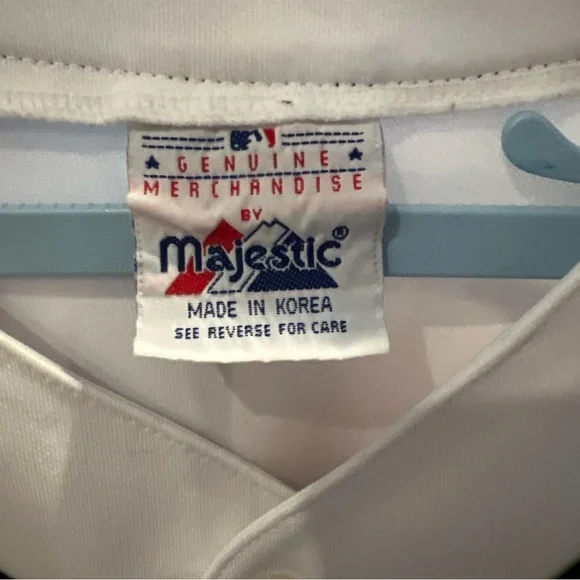 GENUINE
MERCHANDISE
BY
Majestic®
MADE IN KOREA
SEE REVERSE FOR CARE